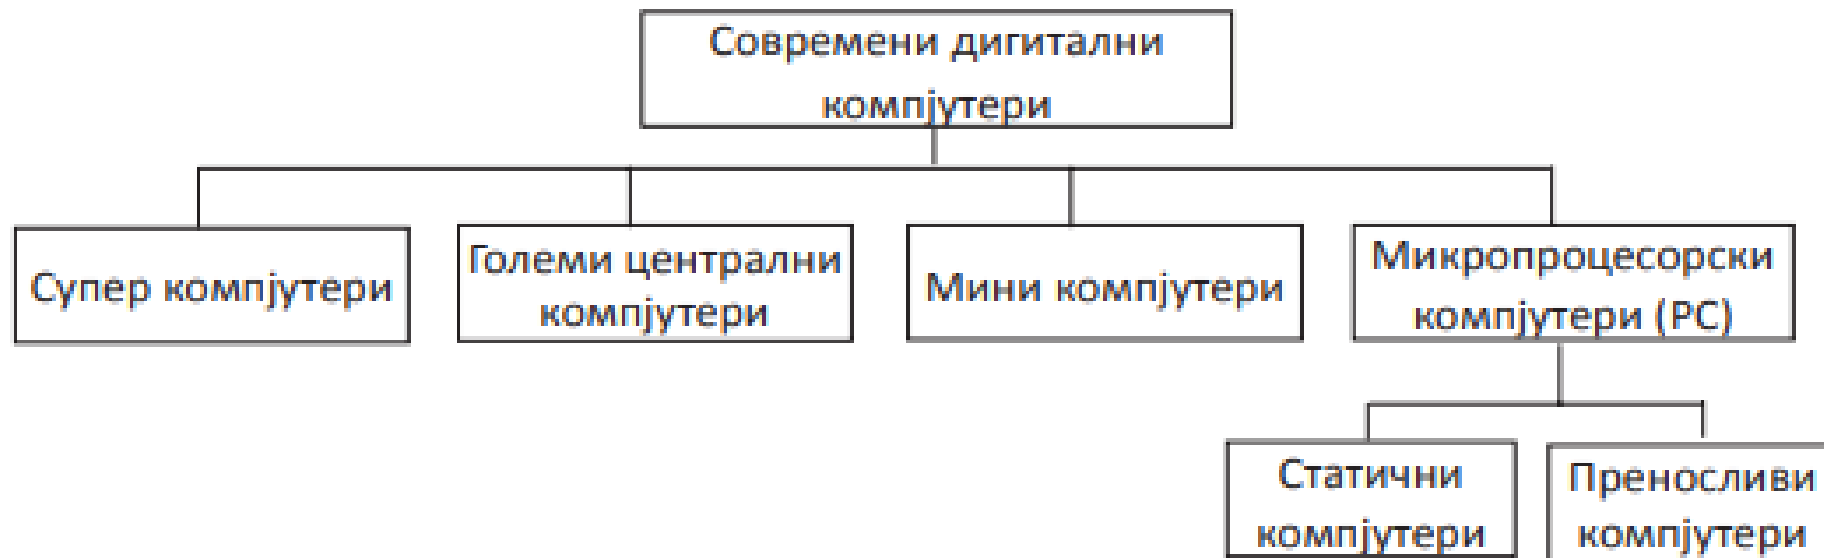 Современи дигитални
компјутери
Супер компјутери
Големи централни
компјутери
Мини компјутери
Микропроцесорски
компјутери (PC)
Статични
компјутери
Преносливи
компјутери